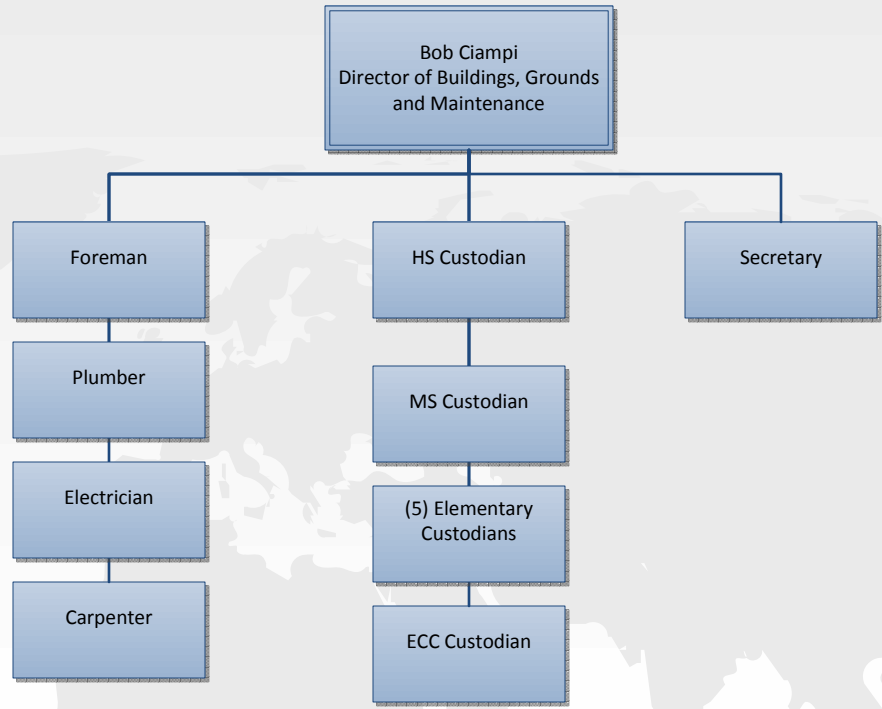 Bob Ciampi
Director of Buildings, Grounds
and Maintenance
Foreman
HS Custodian
Secretary
Plumber
MS Custodian
Electrician
(5) Elementary
Custodians
Carpenter
ECC Custodian